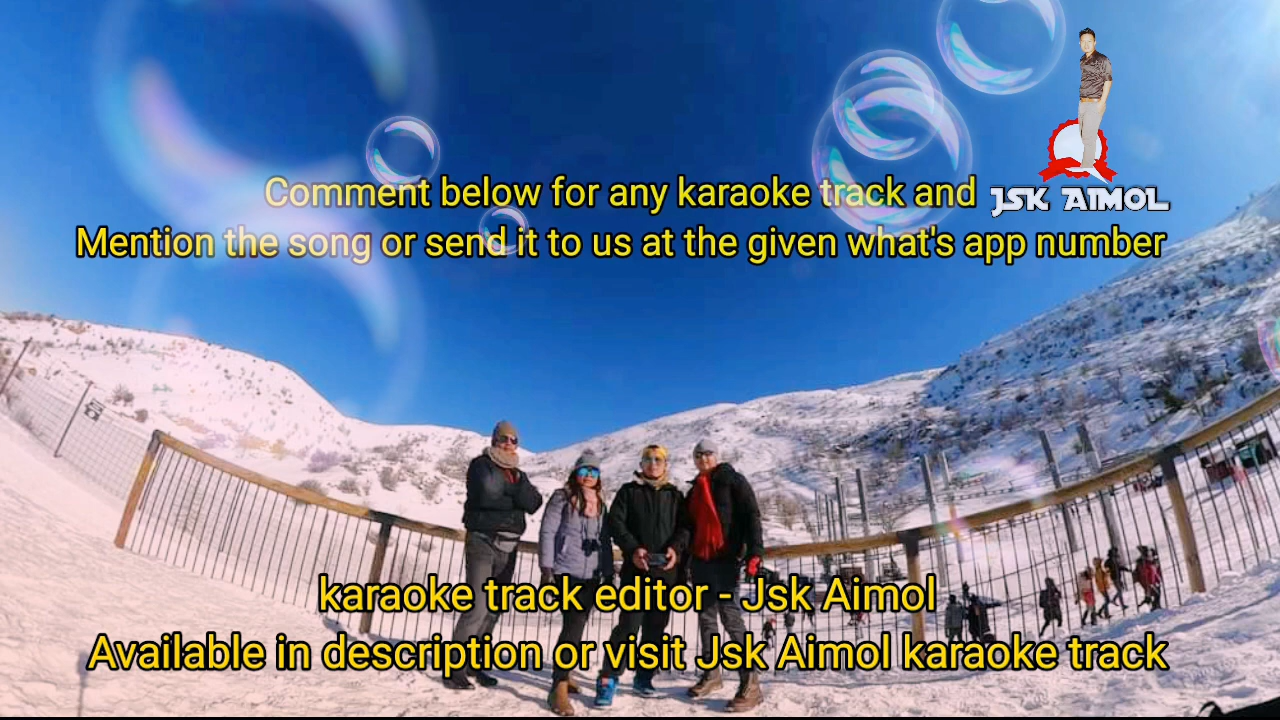 Comment below for any karaoke track and
JSK AIMOL
Mention the song or send it to us at the given what's app number
karaoke track editor - Jsk Aimol
Available in description or visit Jsk Aimol karaoke track